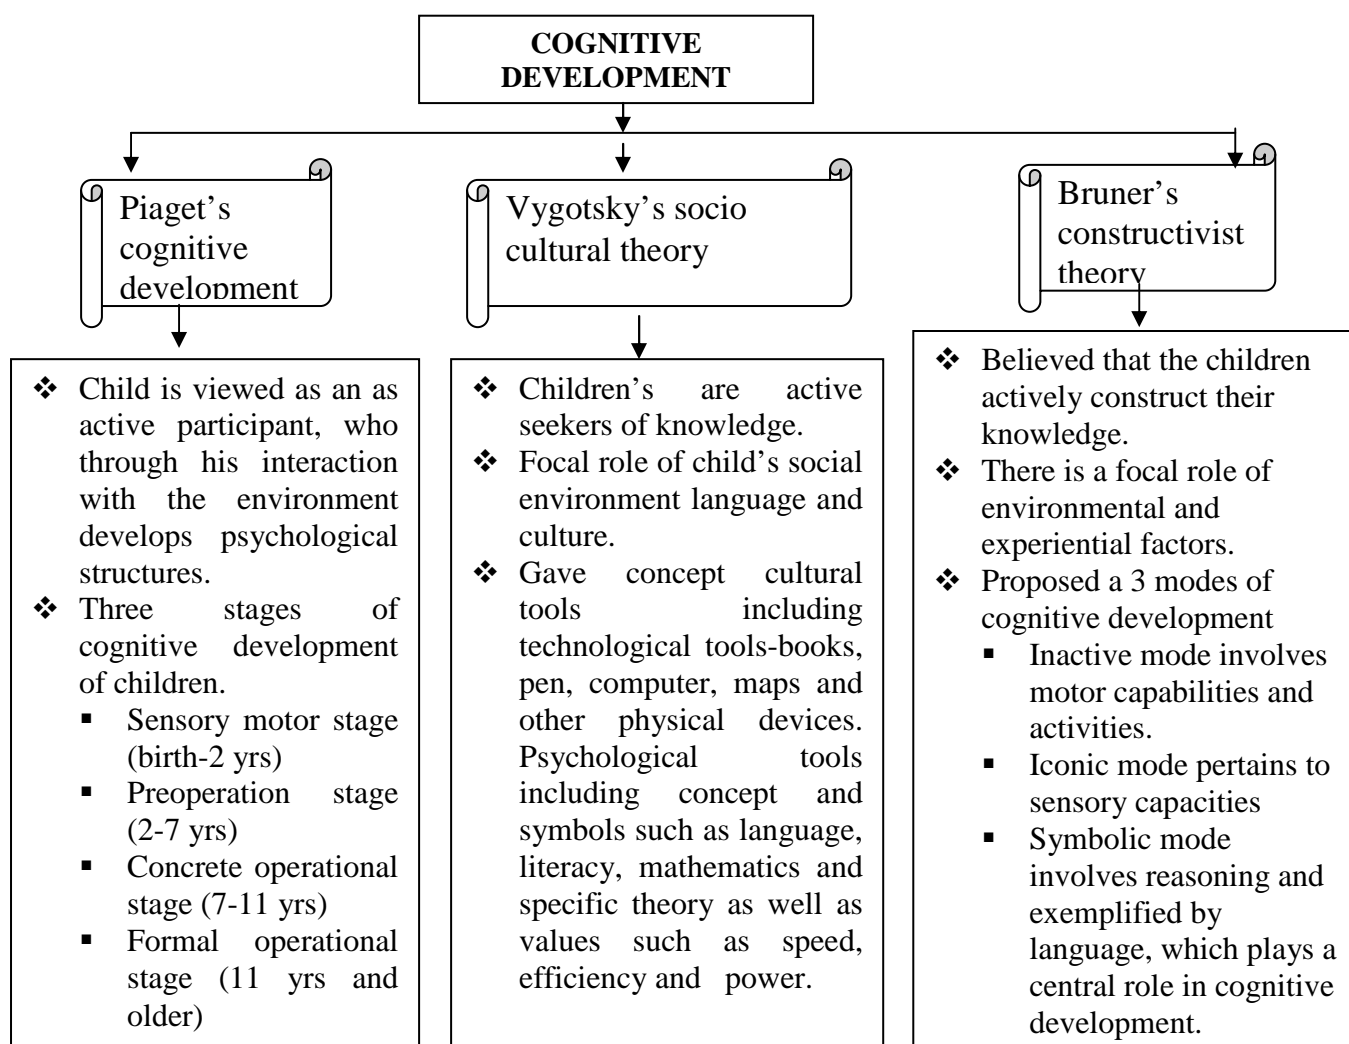 COGNITIVE
DEVELOPMENT
Piaget’s
cognitive
development
Vygotsky’s socio
cultural theory
Bruner’s
constructivist
theory
❖ Child is viewed as an as
active participant, who
through his interaction
with the environment
develops psychological
structures.
❖ Three stages of
cognitive development
of children.
▪ Sensory motor stage
(birth-2 yrs)
▪ Preoperation stage
(2-7 yrs)
▪ Concrete operational
stage (7-11 yrs)
▪ Formal operational
stage (11 yrs and
older)
❖ Children’s are active
seekers of knowledge.
❖ Focal role of child’s social
environment language and
culture.
❖ Gave concept cultural
tools including
technological tools-books,
pen, computer, maps and
other physical devices.
Psychological tools
including concept and
symbols such as language,
literacy, mathematics and
specific theory as well as
values such as speed,
efficiency and power.
❖ Believed that the children
actively construct their
knowledge.
❖ There is a focal role of
environmental and
experiential factors.
❖ Proposed a 3 modes of
cognitive development
▪ Inactive mode involves
motor capabilities and
activities.
▪ Iconic mode pertains to
sensory capacities
▪ Symbolic mode
involves reasoning and
exemplified by
language, which plays a
central role in cognitive
development.